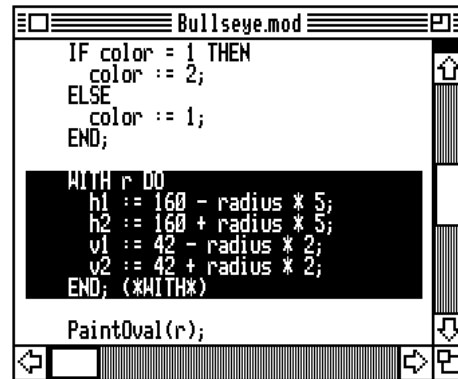 Bullseye.mod
IF color = 1 THEN
  color := 2;
ELSE
  color := 1;
END;
WITH r DO
  h1 := 160 - radius * 5;
  h2 := 160 + radius * 5;
  v1 := 42 - radius * 2;
  v2 := 42 + radius * 2;
END; (*WITH*)
PaintOval(r);